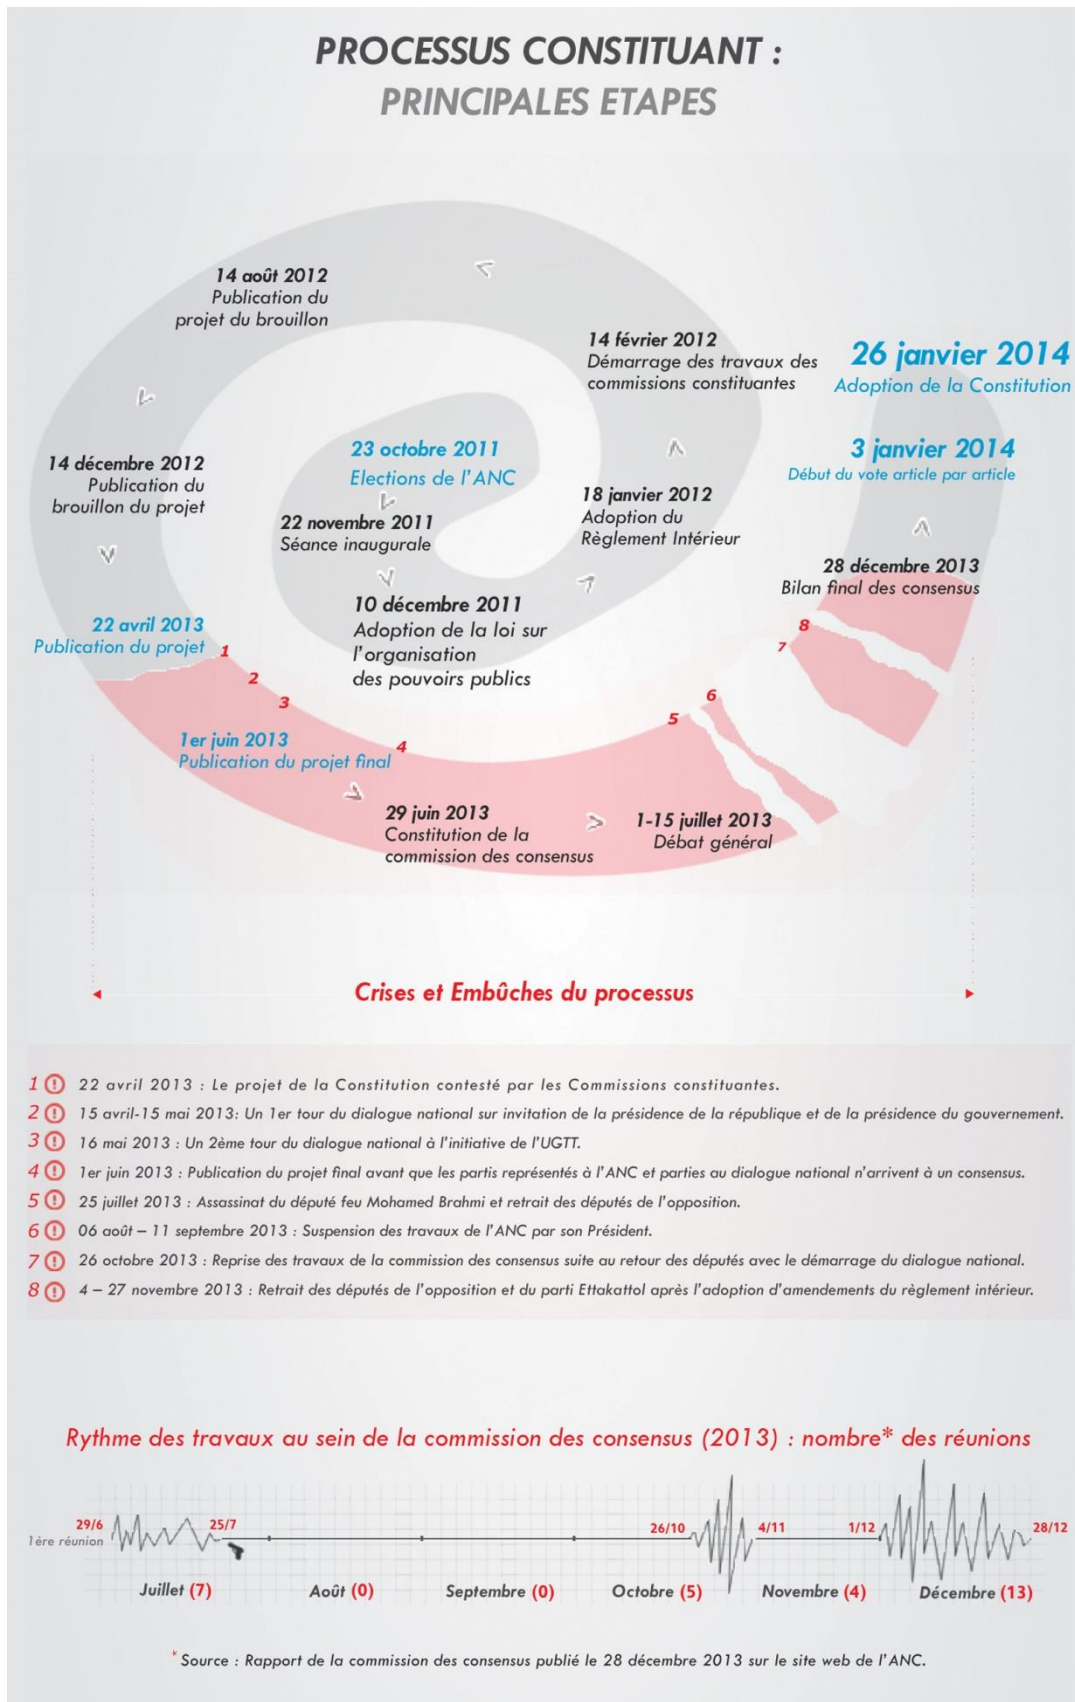 PROCESSUS CONSTITUANT :
PRINCIPALES ETAPES
23 octobre 2011
Elections de l'ANC
22 novembre 2011
Séance inaugurale
10 décembre 2011
Adoption de la loi sur
l'organisation
des pouvoirs publics
18 janvier 2012
Adoption du
Règlement Intérieur
14 février 2012
Démarrage des travaux des
commissions constituantes
14 août 2012
Publication du
projet du brouillon
14 décembre 2012
Publication du
brouillon du projet
22 avril 2013
Publication du projet
1
2
3
1er juin 2013
Publication du projet final
4
29 juin 2013
Constitution de la
commission des consensus
1-15 juillet 2013
Débat général
5
6
7
8
28 décembre 2013
Bilan final des consensus
3 janvier 2014
Début du vote article par article
26 janvier 2014
Adoption de la Constitution
Crises et Embûches du processus
1 ! 22 avril 2013 : Le projet de la Constitution contesté par les Commissions constituantes.
2 ! 15 avril-15 mai 2013: Un 1er tour du dialogue national sur invitation de la présidence de la république et de la présidence du gouvernement.
3 ! 16 mai 2013 : Un 2ème tour du dialogue national à l'initiative de l'UGTT.
4 ! 1er juin 2013 : Publication du projet final avant que les partis représentés à l'ANC et parties au dialogue national n'arrivent à un consensus.
5 ! 25 juillet 2013 : Assassinat du député feu Mohamed Brahmi et retrait des députés de l'opposition.
6 ! 06 août – 11 septembre 2013 : Suspension des travaux de l'ANC par son Président.
7 ! 26 octobre 2013 : Reprise des travaux de la commission des consensus suite au retour des députés avec le démarrage du dialogue national.
8 ! 4 – 27 novembre 2013 : Retrait des députés de l'opposition et du parti Ettakattol après l'adoption d'amendements du règlement intérieur.
Rythme des travaux au sein de la commission des consensus (2013) : nombre* des réunions
29/6 25/7 26/10 4/11 1/12 28/12
1ère réunion
Juillet (7) Août (0) Septembre (0) Octobre (5) Novembre (4) Décembre (13)
* Source : Rapport de la commission des consensus publié le 28 décembre 2013 sur le site web de l'ANC.